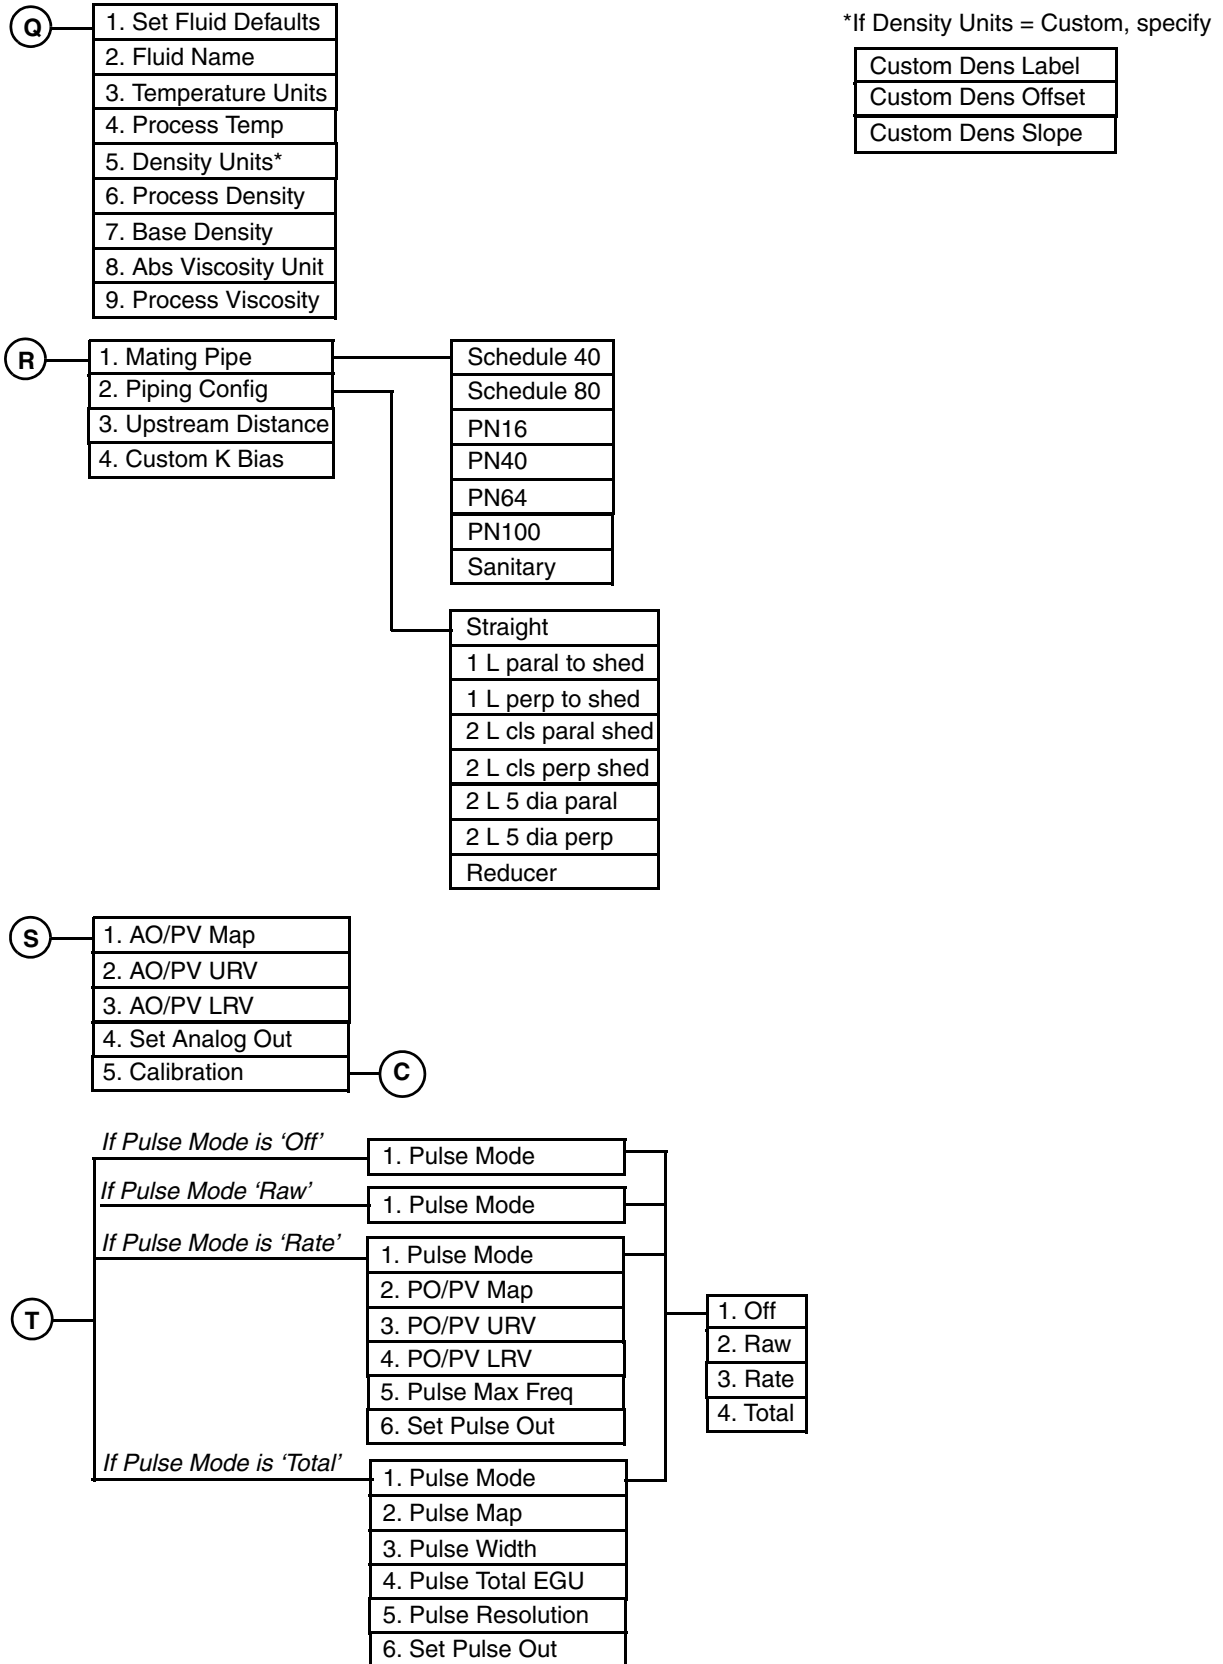 Q
1. Set Fluid Defaults
2. Fluid Name
3. Temperature Units
4. Process Temp
5. Density Units*
6. Process Density
7. Base Density
8. Abs Viscosity Unit
9. Process Viscosity
*If Density Units = Custom, specify
Custom Dens Label
Custom Dens Offset
Custom Dens Slope
R
1. Mating Pipe
2. Piping Config
3. Upstream Distance
4. Custom K Bias
Schedule 40
Schedule 80
PN16
PN40
PN64
PN100
Sanitary
Straight
1 L paral to shed
1 L perp to shed
2 L cls paral shed
2 L cls perp shed
2 L 5 dia paral
2 L 5 dia perp
Reducer
S
1. AO/PV Map
2. AO/PV URV
3. AO/PV LRV
4. Set Analog Out
5. Calibration
C
T
If Pulse Mode is ‘Off’
1. Pulse Mode
If Pulse Mode ‘Raw’
1. Pulse Mode
If Pulse Mode is ‘Rate’
1. Pulse Mode
2. PO/PV Map
3. PO/PV URV
4. PO/PV LRV
5. Pulse Max Freq
6. Set Pulse Out
If Pulse Mode is ‘Total’
1. Pulse Mode
2. Pulse Map
3. Pulse Width
4. Pulse Total EGU
5. Pulse Resolution
6. Set Pulse Out
1. Off
2. Raw
3. Rate
4. Total